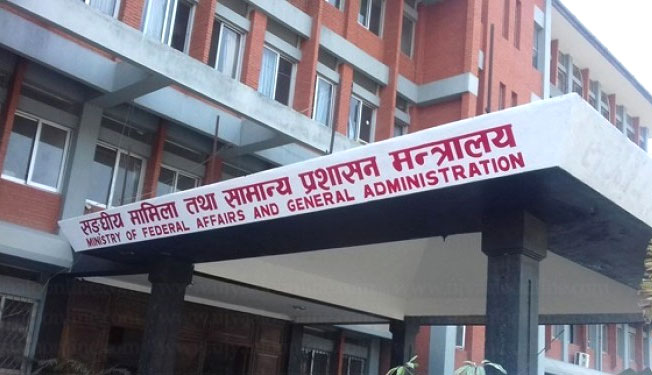 सङ्घीय मामिला तथा सामान्य प्रशासन मन्त्रालय
MINISTRY OF FEDERAL AFFAIRS AND GENERAL ADMINISTRATION